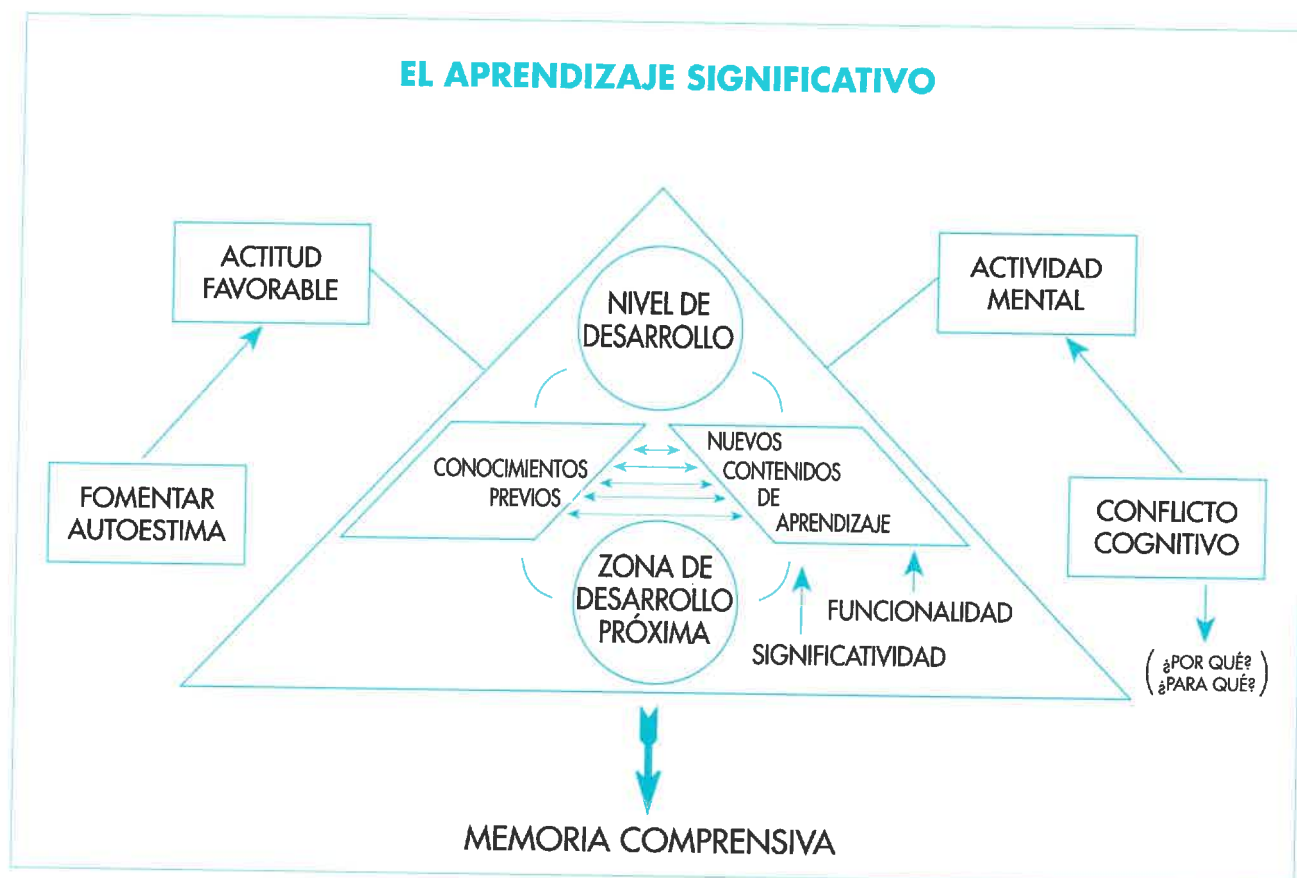 EL APRENDIZAJE SIGNIFICATIVO
ACTITUD
FAVORABLE
ACTIVIDAD
MENTAL
NIVEL DE
DESARROLLO
CONOCIMIENTOS
PREVIOS
NUEVOS
CONTENIDOS
DE
APRENDIZAJE
FOMENTAR
AUTOESTIMA
CONFLICTO
COGNITIVO
ZONA DE
DESARROLLO
PRÓXIMA
FUNCIONALIDAD
SIGNIFICATIVIDAD
(¿POR QUÉ?
¿PARA QUÉ?)
MEMORIA COMPRENSIVA